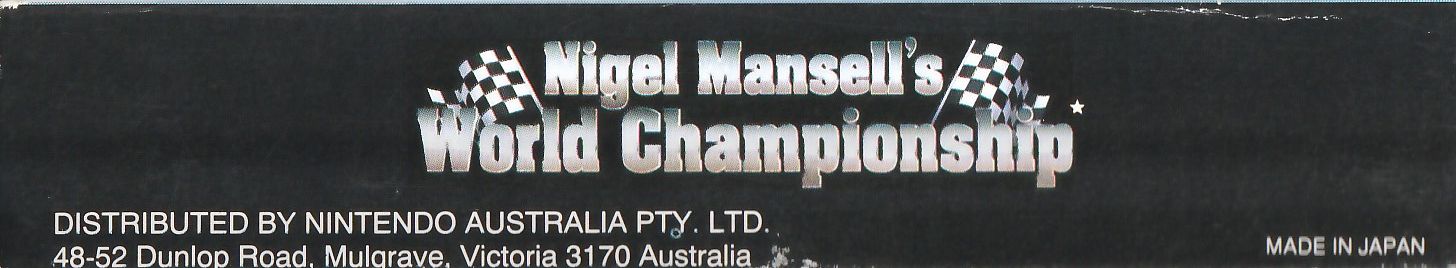 Nigel Mansell's
World Championship
DISTRIBUTED BY NINTENDO AUSTRALIA PTY. LTD.
48-52 Dunlop Road, Mulgrave, Victoria 3170 Australia
MADE IN JAPAN